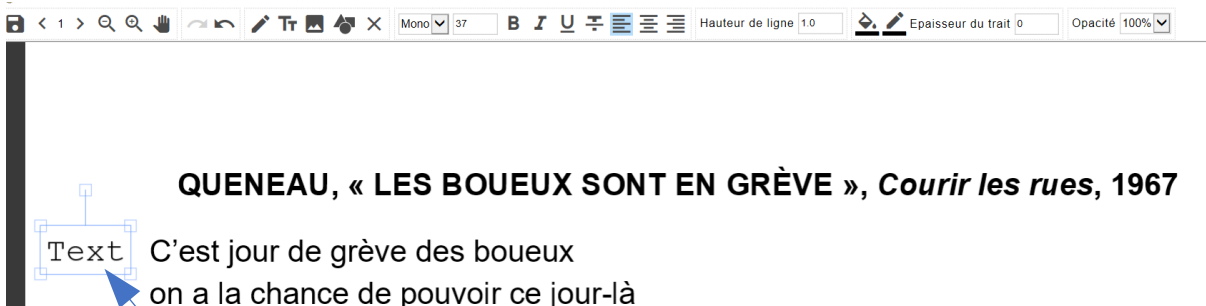 1 Tт Mono 37 B I U T Hauteur de ligne 1.0 Epaisseur du trait 0 Opacité 100%
QUENEAU, « LES BOUEUX SONT EN GRÈVE », Courir les rues, 1967
Text C’est jour de grève des boueux
on a la chance de pouvoir ce jour-là